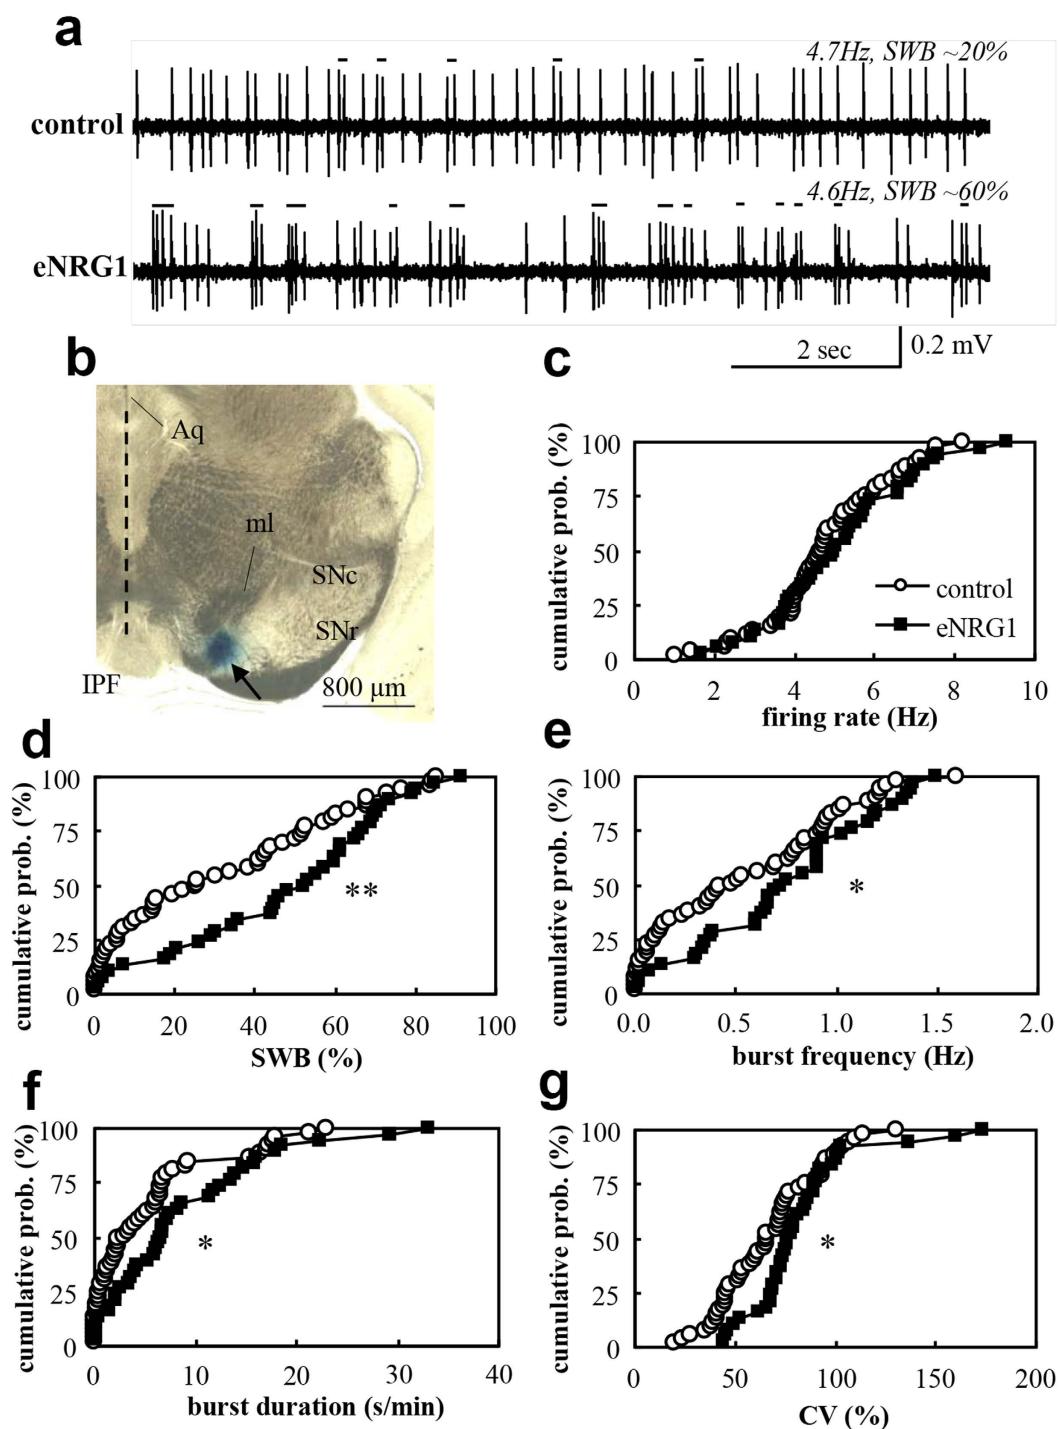 a
4.7Hz, SWB ~20%
control
4.6Hz, SWB ~60%
eNRG1
2 sec
0.2 mV
b
Aq
ml
SNc
SNr
IPF
800 µm
c
cumulative prob. (%)
100
75
50
25
0
0 2 4 6 8 10
firing rate (Hz)
control
eNRG1
d
cumulative prob. (%)
100
75
50
25
0
**
0 20 40 60 80 100
SWB (%)
e
cumulative prob. (%)
100
75
50
25
0
*
0.0 0.5 1.0 1.5 2.0
burst frequency (Hz)
f
cumulative prob. (%)
100
75
50
25
0
*
0 10 20 30 40
burst duration (s/min)
g
cumulative prob. (%)
100
75
50
25
0
*
0 50 100 150 200
CV (%)